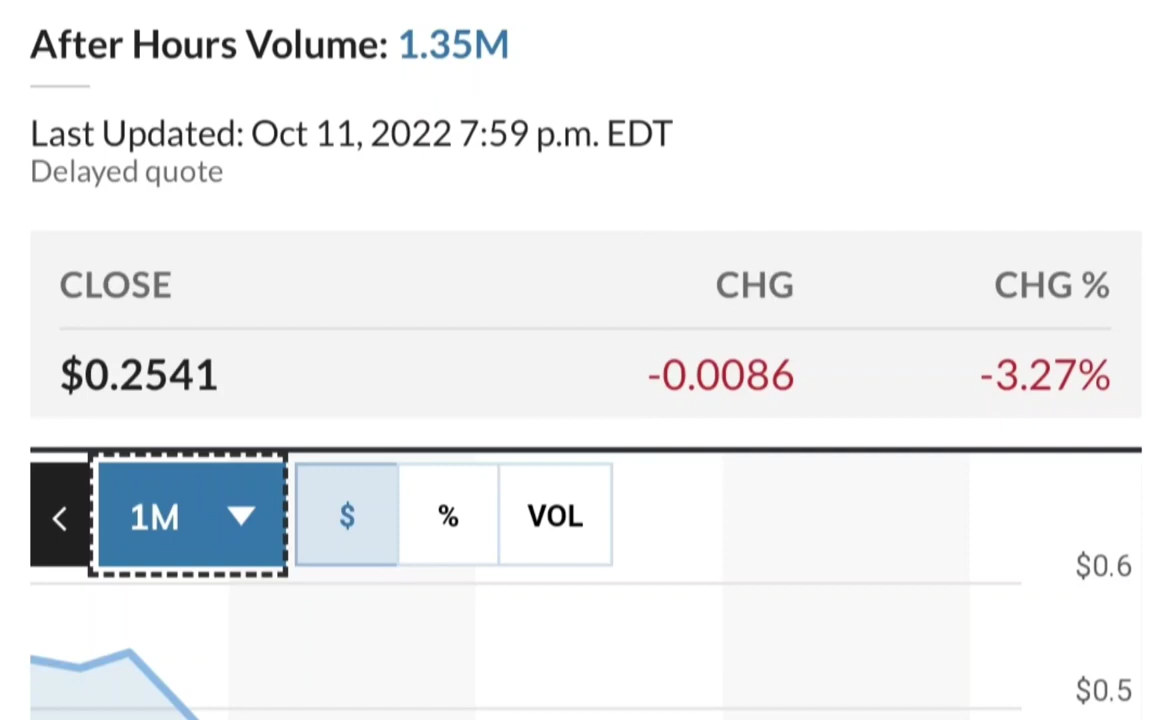 After Hours Volume: 1.35M
Last Updated: Oct 11, 2022 7:59 p.m. EDT
Delayed quote
CLOSE CHG CHG %
$0.2541 -0.0086 -3.27%
1M $ % VOL
$0.6
$0.5